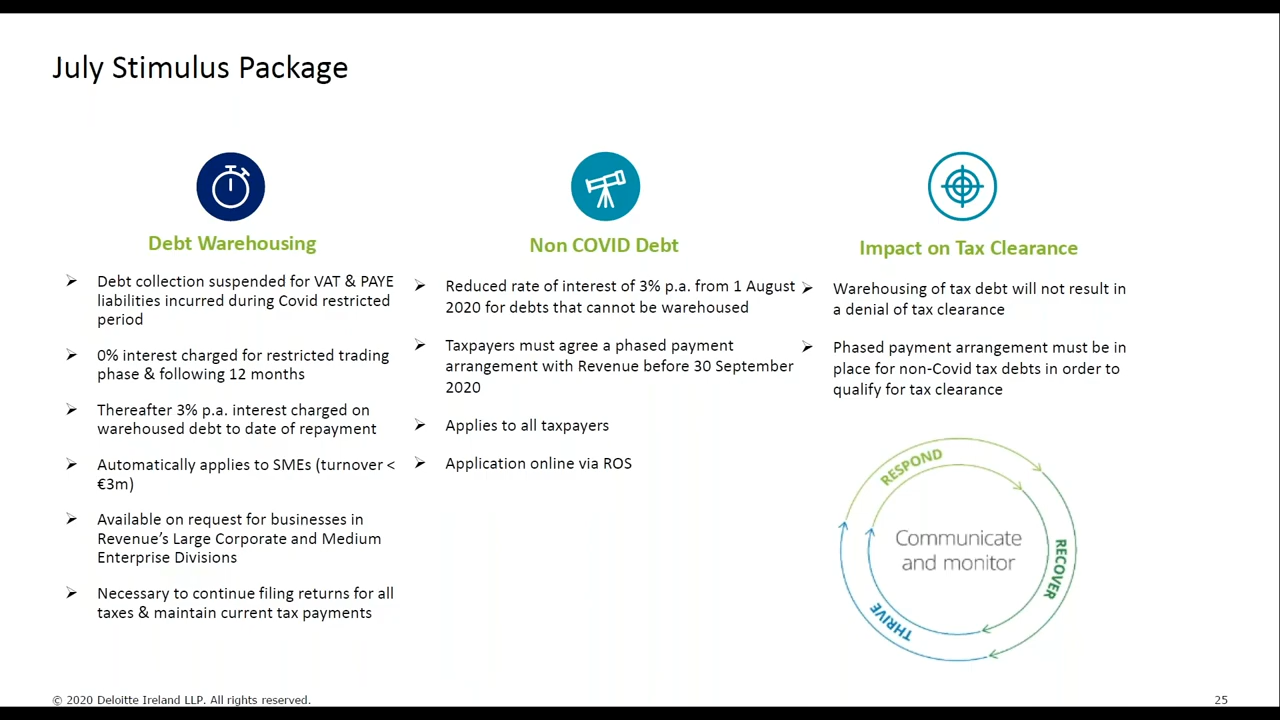 July Stimulus Package
Debt Warehousing
Debt collection suspended for VAT & PAYE
liabilities incurred during Covid restricted
period
0% interest charged for restricted trading
phase & following 12 months
Thereafter 3% p.a. interest charged on
warehoused debt to date of repayment
Automatically applies to SMEs (turnover <
€3m)
Available on request for businesses in
Revenue’s Large Corporate and Medium
Enterprise Divisions
Necessary to continue filing returns for all
taxes & maintain current tax payments
Non COVID Debt
Reduced rate of interest of 3% p.a. from 1 August
2020 for debts that cannot be warehoused
Taxpayers must agree a phased payment
arrangement with Revenue before 30 September
2020
Applies to all taxpayers
Application online via ROS
Impact on Tax Clearance
Warehousing of tax debt will not result in
a denial of tax clearance
Phased payment arrangement must be in
place for non-Covid tax debts in order to
qualify for tax clearance
RESPOND
RECOVER
THRIVE
Communicate
and monitor
© 2020 Deloitte Ireland LLP. All rights reserved.
25